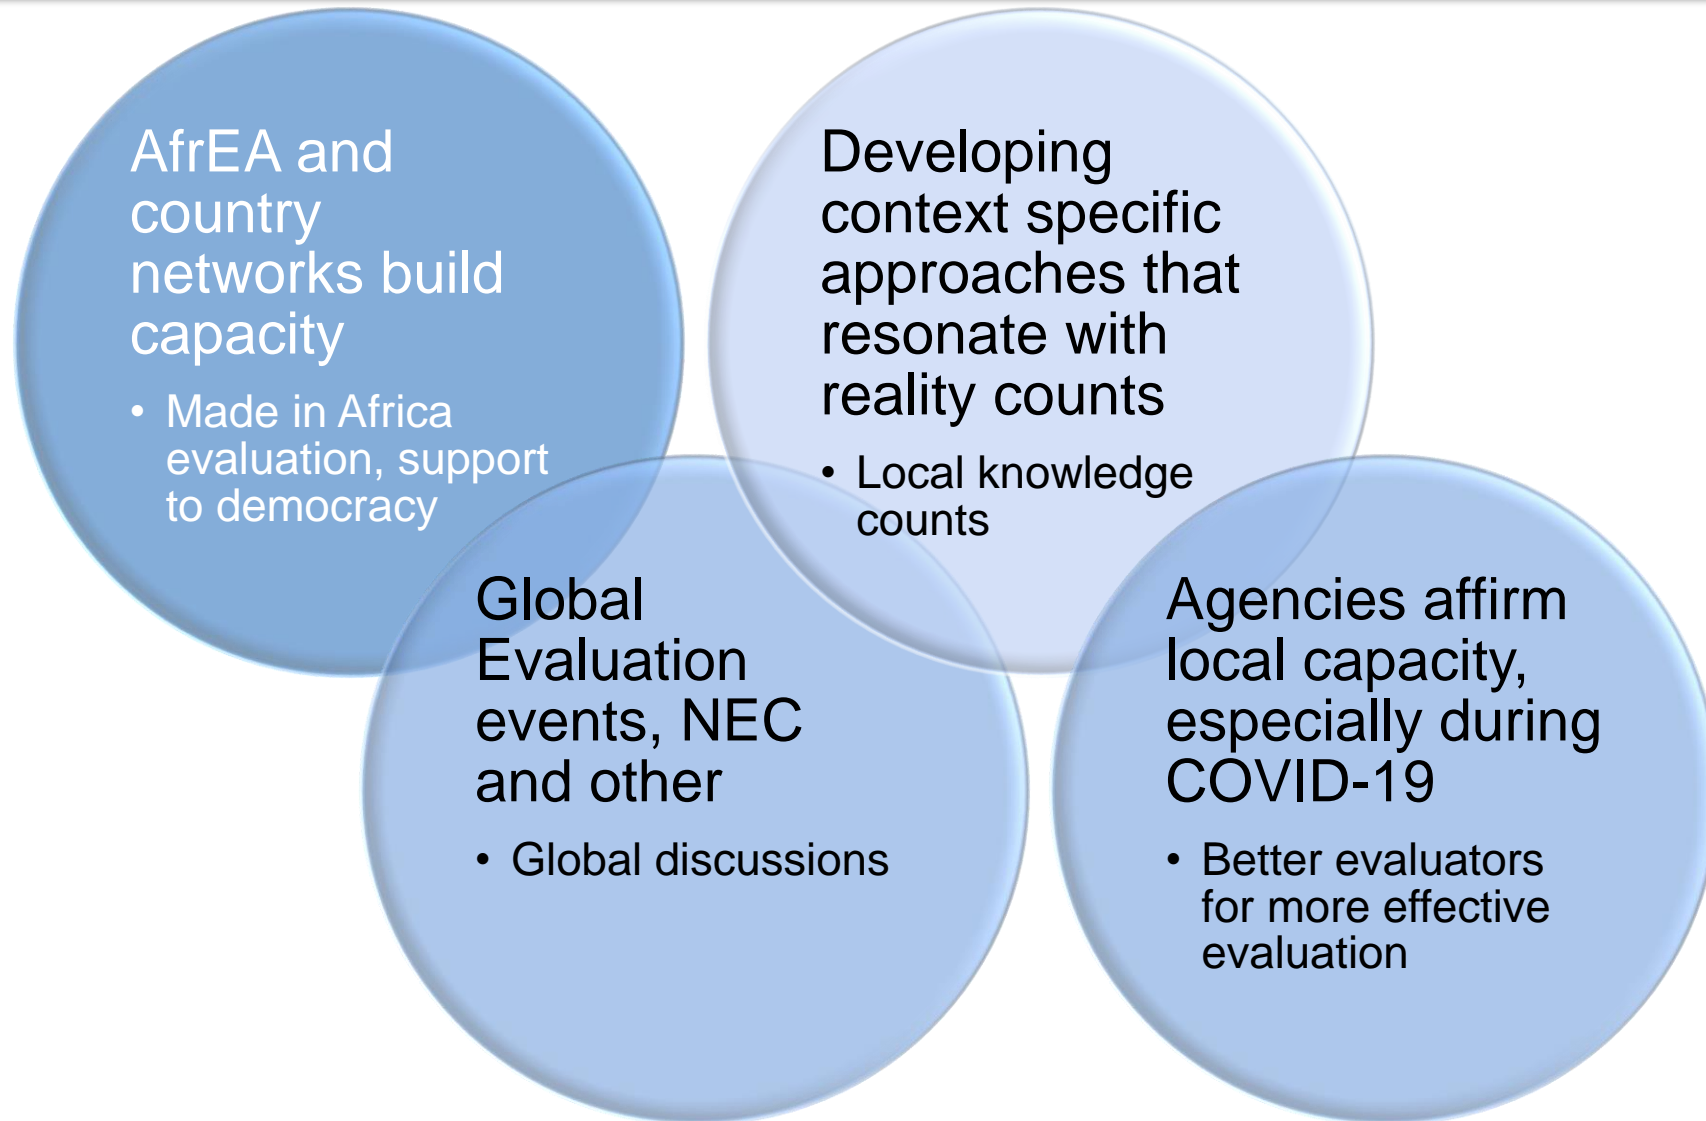 AfrEA and
country
networks build
capacity
• Made in Africa
evaluation, support
to democracy
Global
Evaluation
events, NEC
and other
• Global discussions
Developing
context specific
approaches that
resonate with
reality counts
• Local knowledge
counts
Agencies affirm
local capacity,
especially during
COVID-19
• Better evaluators
for more effective
evaluation